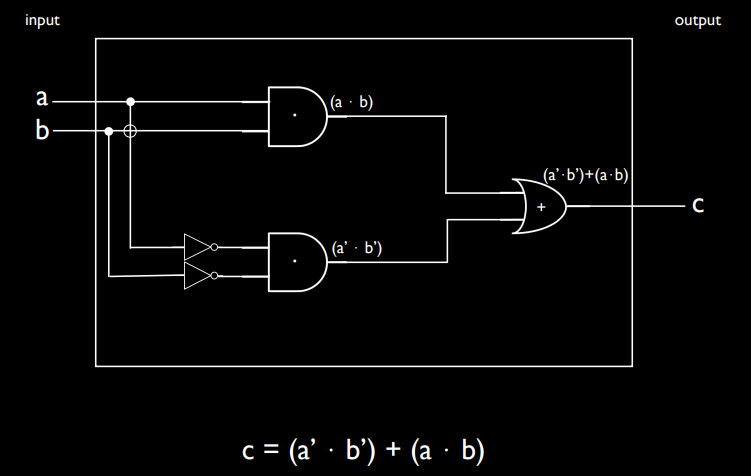 input
output
a
b
(a · b)
(a'·b')+(a·b)
·
+
c
(a' · b')
·
c = (a' · b') + (a · b)